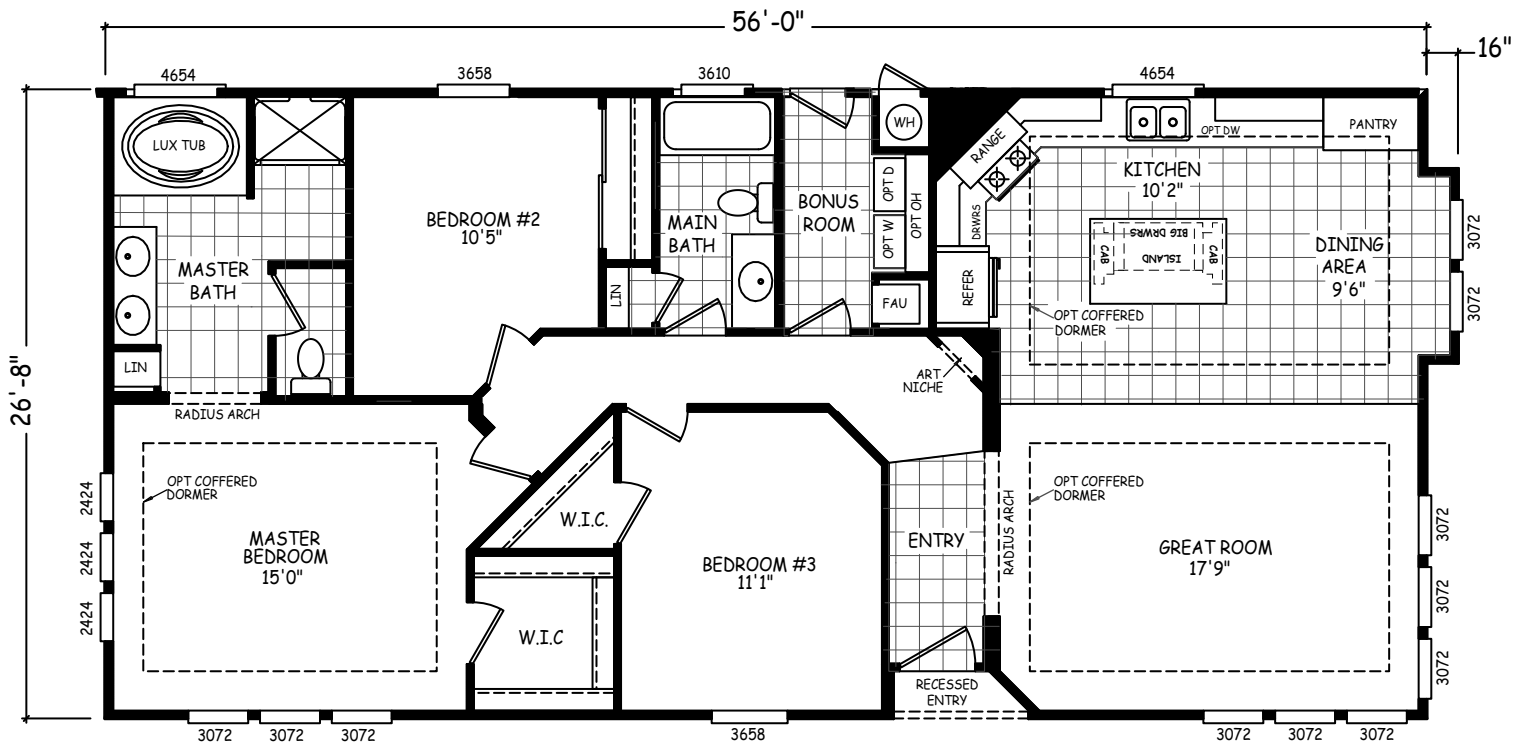 56'-0"
16"
4654
3658
3610
4654
LUX TUB
WH
RANGE
OPT DW
PANTRY
KITCHEN
10'2"
OPT D
OPT W
OPT OH
DRWRS
BEDROOM #2
10'5"
MAIN
BATH
BONUS
ROOM
BIG DRWRS
ISLAND
CAB
CAB
DINING
AREA
9'6"
3072
3072
MASTER
BATH
LIN
FAU
REFER
OPT COFFERED
DORMER
26'-8"
LIN
ART
NICHE
RADIUS ARCH
OPT COFFERED
DORMER
OPT COFFERED
DORMER
2424
2424
2424
W.I.C.
MASTER
BEDROOM
15'0"
BEDROOM #3
11'1"
ENTRY
RADIUS ARCH
GREAT ROOM
17'9"
3072
3072
3072
W.I.C
RECESSED
ENTRY
3072
3072
3072
3658
3072
3072
3072